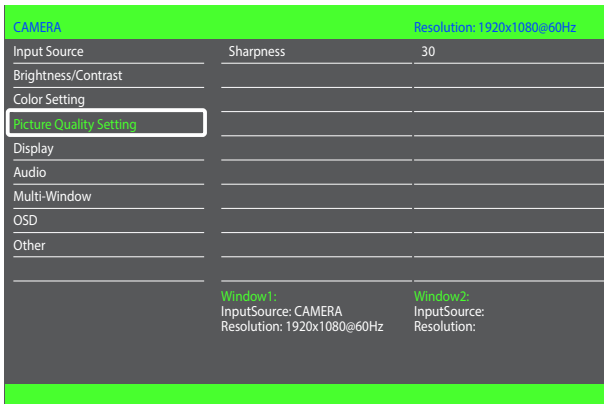 CAMERA Resolution: 1920x1080@60Hz
Input Source Sharpness 30
Brightness/Contrast
Color Setting
Picture Quality Setting
Display
Audio
Multi-Window
OSD
Other
Window1: Window2:
InputSource: CAMERA InputSource:
Resolution: 1920x1080@60Hz Resolution: